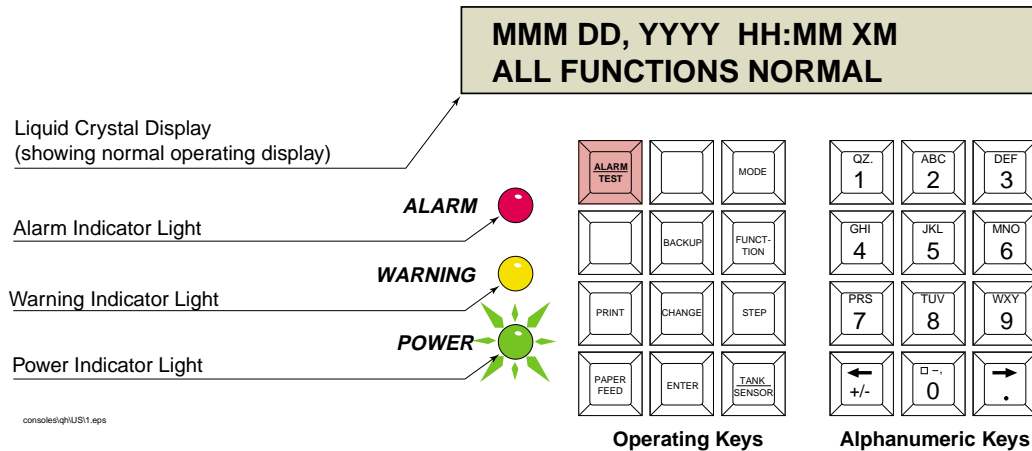 MMM DD, YYYY HH:MM XM
ALL FUNCTIONS NORMAL
Liquid Crystal Display
(showing normal operating display)
ALARM
Alarm Indicator Light
WARNING
Warning Indicator Light
POWER
Power Indicator Light
consoles\qh\US\1.eps
ALARM
TEST
MODE
BACKUP
FUNCT-
TION
PRINT
CHANGE
STEP
PAPER
FEED
ENTER
TANK
SENSOR
Operating Keys
QZ.
1
ABC
2
DEF
3
GHI
4
JKL
5
MNO
6
PRS
7
TUV
8
WXY
9
+/-
□ –,
0
.
Alphanumeric Keys